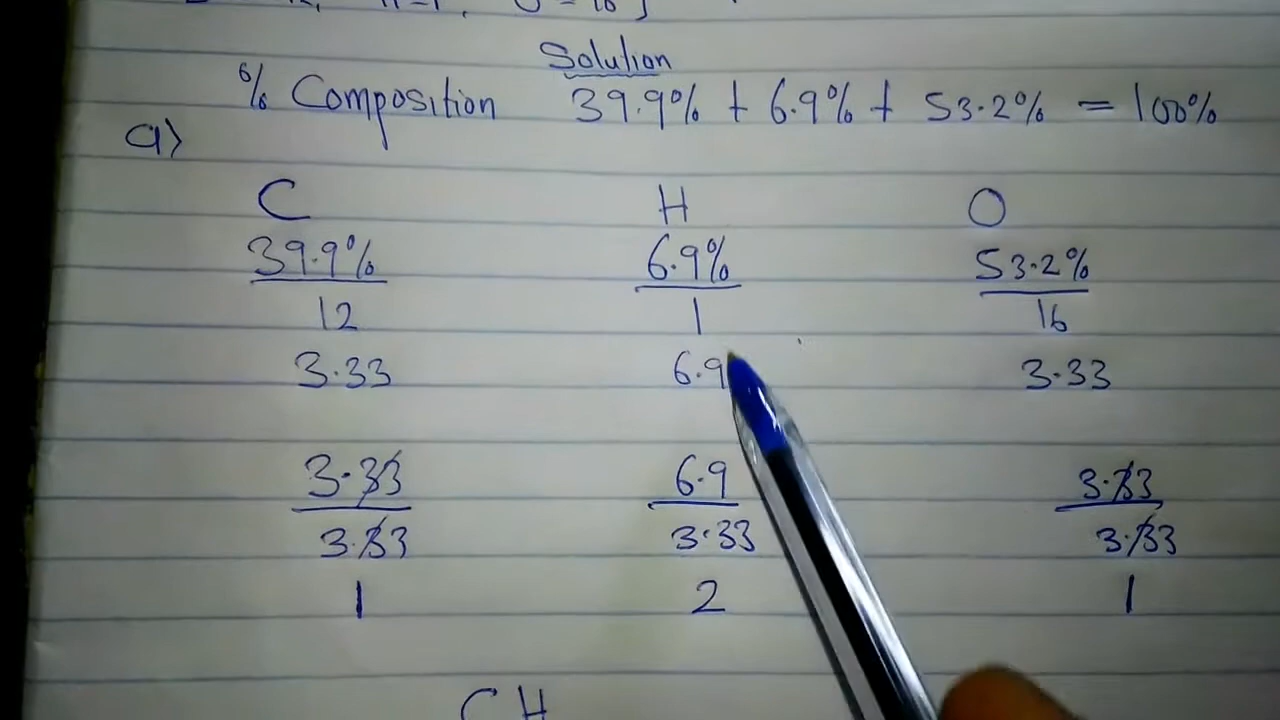 H=1, O=16]
Solution
% Composition 39.9% + 6.9% + 53.2% = 100%
a)
C H O
39.9% 6.9% 53.2%
12 1 16
3.33 6.9 3.33
3.33 6.9 3.33
3.33 3.33 3.33
1 2 1
CH